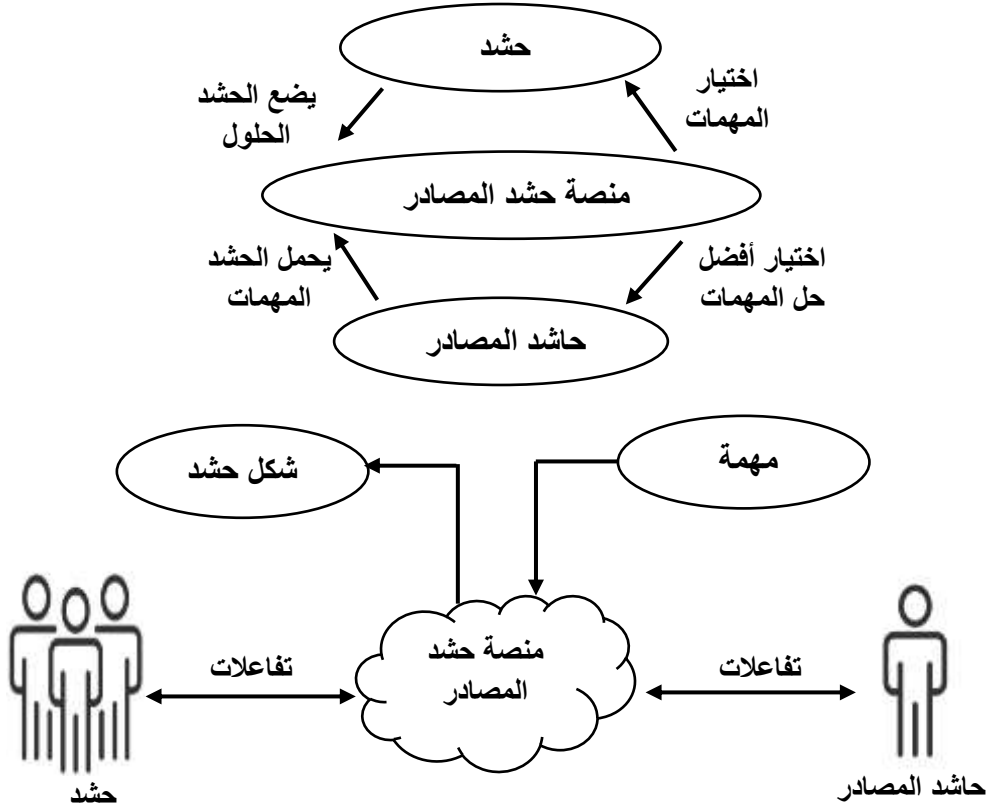 حشد
يضع الحشد
الحلول
اختيار
المهمات
منصة حشد المصادر
يحمل الحشد
المهمات
اختيار أفضل
حل المهمات
حاشد المصادر
شكل حشد
مهمة
منصة حشد
المصادر
تفاعلات
تفاعلات
حشد
حاشد المصادر